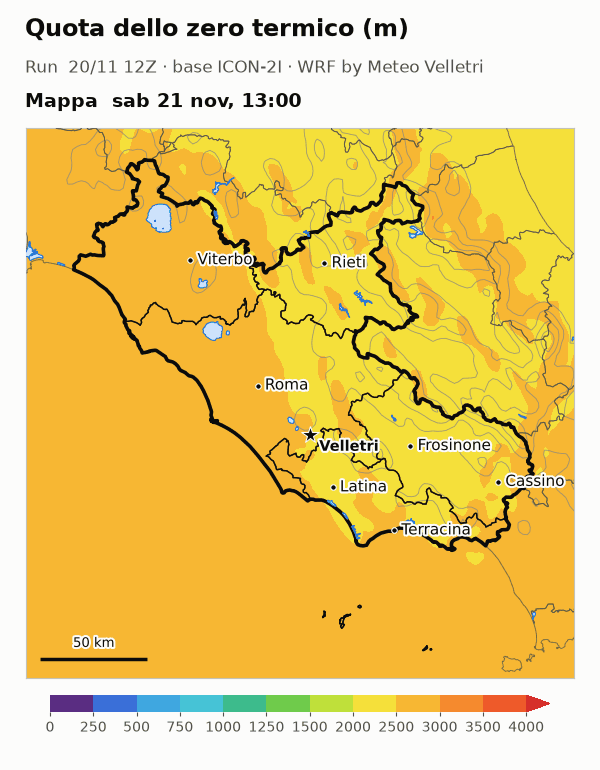 Quota dello zero termico (m)
Run  20/11 12Z · base ICON-2I · WRF by Meteo Velletri
Mappa  sab 21 nov, 13:00
Viterbo
Rieti
Roma
Velletri
Frosinone
Latina
Cassino
Terracina
50 km
0 250 500 750 1000 1250 1500 2000 2500 3000 3500 4000